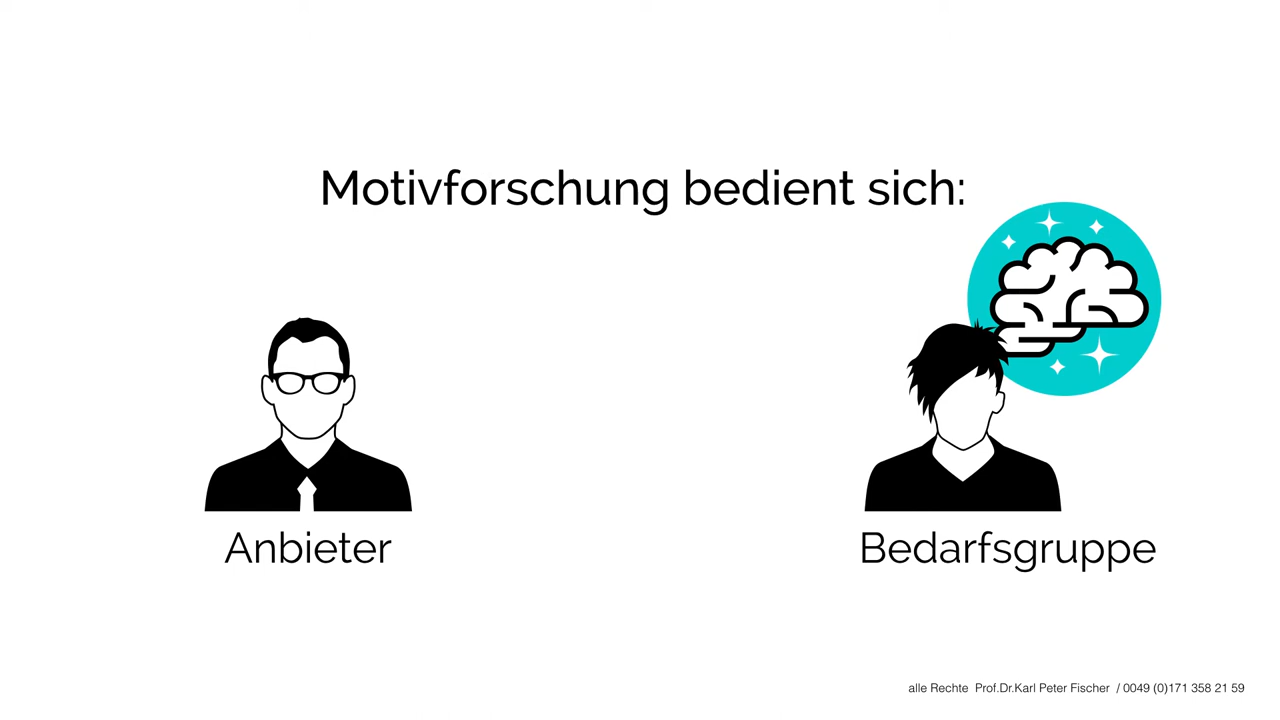 Motivforschung bedient sich:
Anbieter
Bedarfsgruppe
alle Rechte Prof.Dr.Karl Peter Fischer / 0049 (0)171 358 21 59